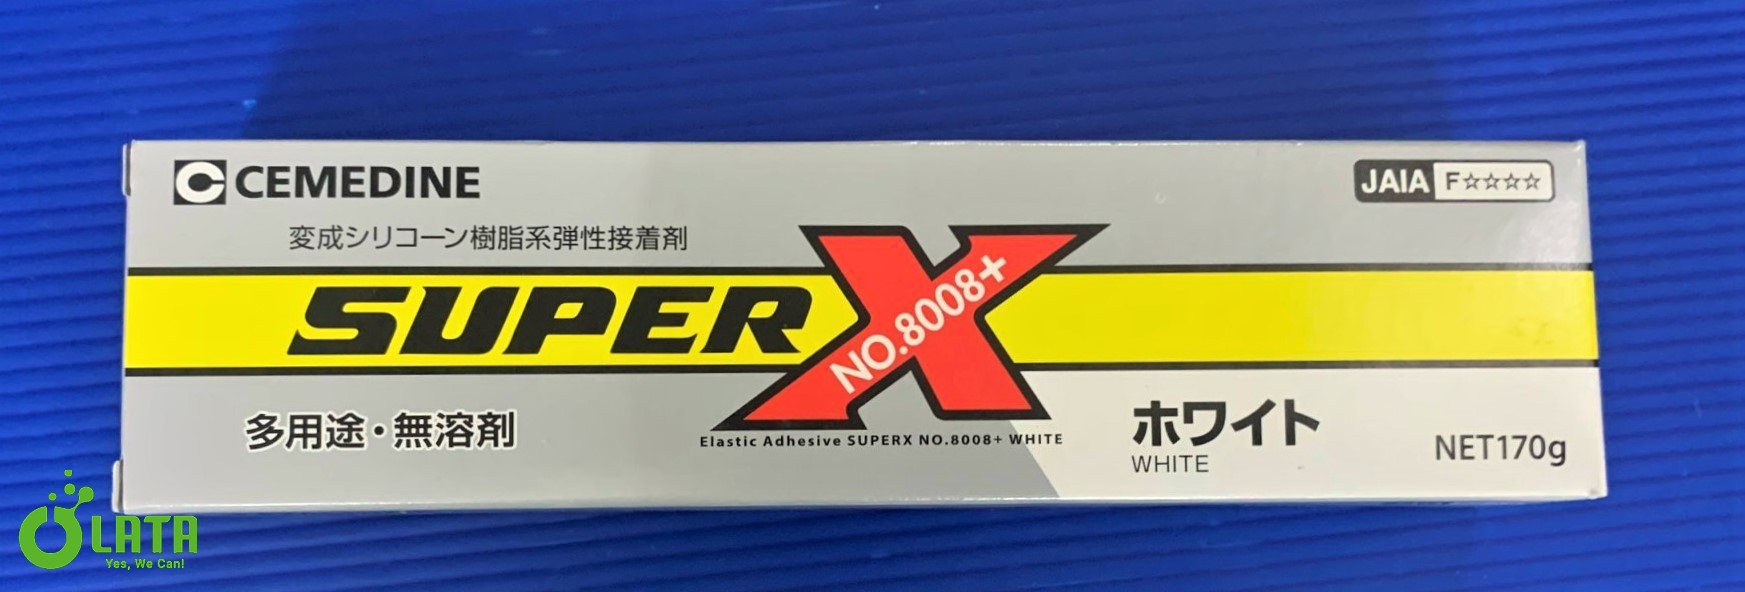 CEMEDINE
JAIA F☆☆☆☆
変成シリコーン樹脂系弾性接着剤
SUPER X
NO.8008+
多用途・無溶剤
Elastic Adhesive SUPERX NO.8008+ WHITE
ホワイト
WHITE
NET170g
LATA
Yes, We Can!